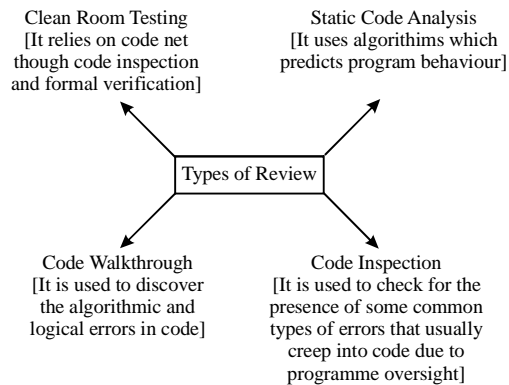 Clean Room Testing
[It relies on code net
though code inspection
and formal verification]
Static Code Analysis
[It uses algorithims which
predicts program behaviour]
Types of Review
Code Walkthrough
[It is used to discover
the algorithmic and
logical errors in code]
Code Inspection
[It is used to check for the
presence of some common
types of errors that usually
creep into code due to
programme oversight]